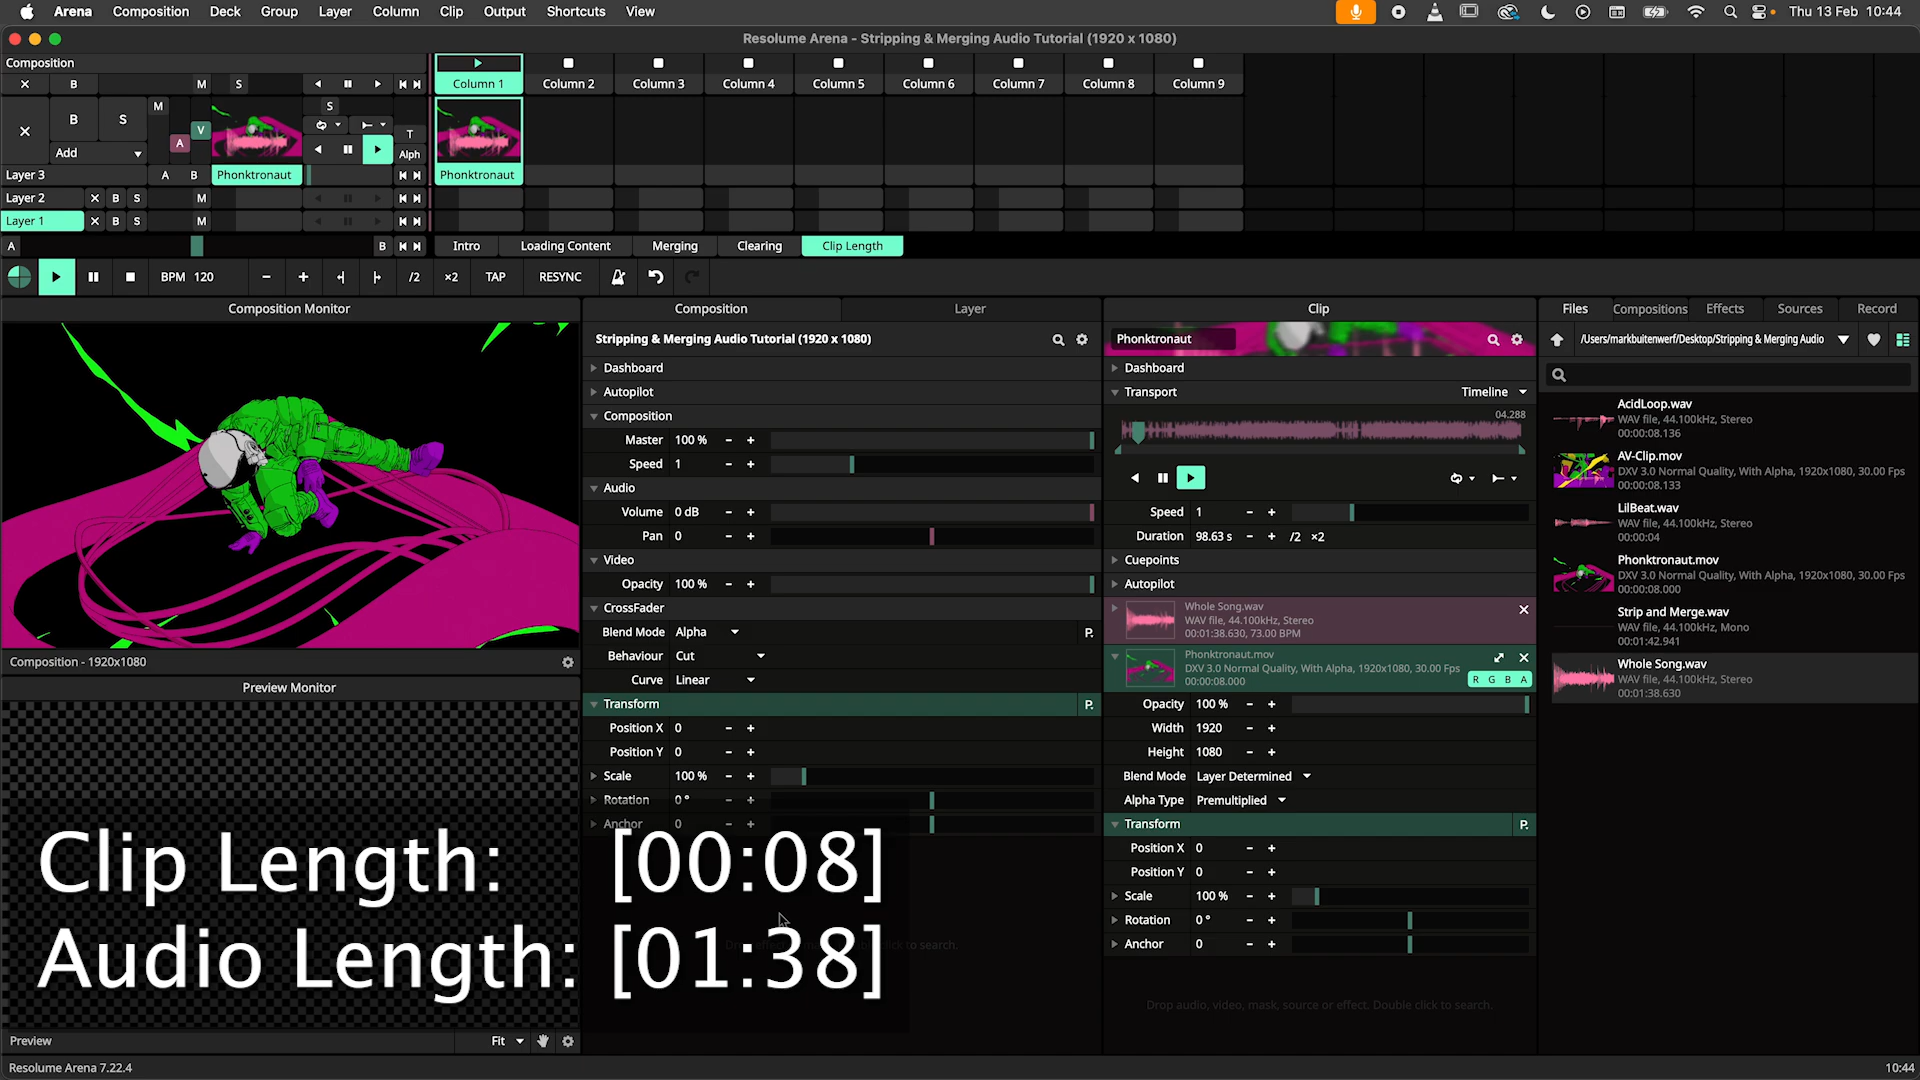 Arena Composition Deck Group Layer Column Clip Output Shortcuts View Thu 13 Feb 10:44
Resolume Arena - Stripping & Merging Audio Tutorial (1920 x 1080)
Composition
B M S Column 1 Column 2 Column 3 Column 4 Column 5 Column 6 Column 7 Column 8 Column 9
M S
B S V
A T
Add Alph
Layer 3 A B Phonktronaut Phonktronaut
Layer 2 X B S M
Layer 1 X B S M
A B Intro Loading Content Merging Clearing Clip Length
BPM 120 - + /2 ×2 TAP RESYNC
Composition Monitor
Preview Monitor
Composition - 1920x1080
Preview Fit
Composition Layer
Stripping & Merging Audio Tutorial (1920 x 1080)
Dashboard
Autopilot
Composition
Master 100 % - +
Speed 1 - +
Audio
Volume 0 dB - +
Pan 0 - +
Video
Opacity 100 % - +
CrossFader
Blend Mode Alpha P.
Behaviour Cut
Curve Linear
Transform P.
Position X 0 - +
Position Y 0 - +
Scale 100 % - +
Rotation 0 ° - +
Anchor 0 - +
Clip Length: [00:08]
Audio Length: [01:38]
Clip
Phonktronaut
Dashboard
Transport Timeline
04.288
Speed 1 - +
Duration 98.63 s - + /2 ×2
Cuepoints
Autopilot
Whole Song.wav
WAV file, 44.100kHz, Stereo
00:01:38.630, 73.00 BPM
Phonktronaut.mov
DXV 3.0 Normal Quality, With Alpha, 1920x1080, 30.00 Fps
00:00:08.000 R G B A
Opacity 100 % - +
Width 1920 - +
Height 1080 - +
Blend Mode Layer Determined
Alpha Type Premultiplied
Transform P.
Position X 0 - +
Position Y 0 - +
Scale 100 % - +
Rotation 0 ° - +
Anchor 0 - +
Drop audio, video, mask, source or effect. Double click to search.
Files Compositions Effects Sources Record
/Users/markbuitenwerf/Desktop/Stripping & Merging Audio
AcidLoop.wav
WAV file, 44.100kHz, Stereo
00:00:08.136
AV-Clip.mov
DXV 3.0 Normal Quality, With Alpha, 1920x1080, 30.00 Fps
00:00:08.133
LilBeat.wav
WAV file, 44.100kHz, Stereo
00:00:04
Phonktronaut.mov
DXV 3.0 Normal Quality, With Alpha, 1920x1080, 30.00 Fps
00:00:08.000
Strip and Merge.wav
WAV file, 44.100kHz, Mono
00:01:42.941
Whole Song.wav
WAV file, 44.100kHz, Stereo
00:01:38.630
Resolume Arena 7.22.4 10:44